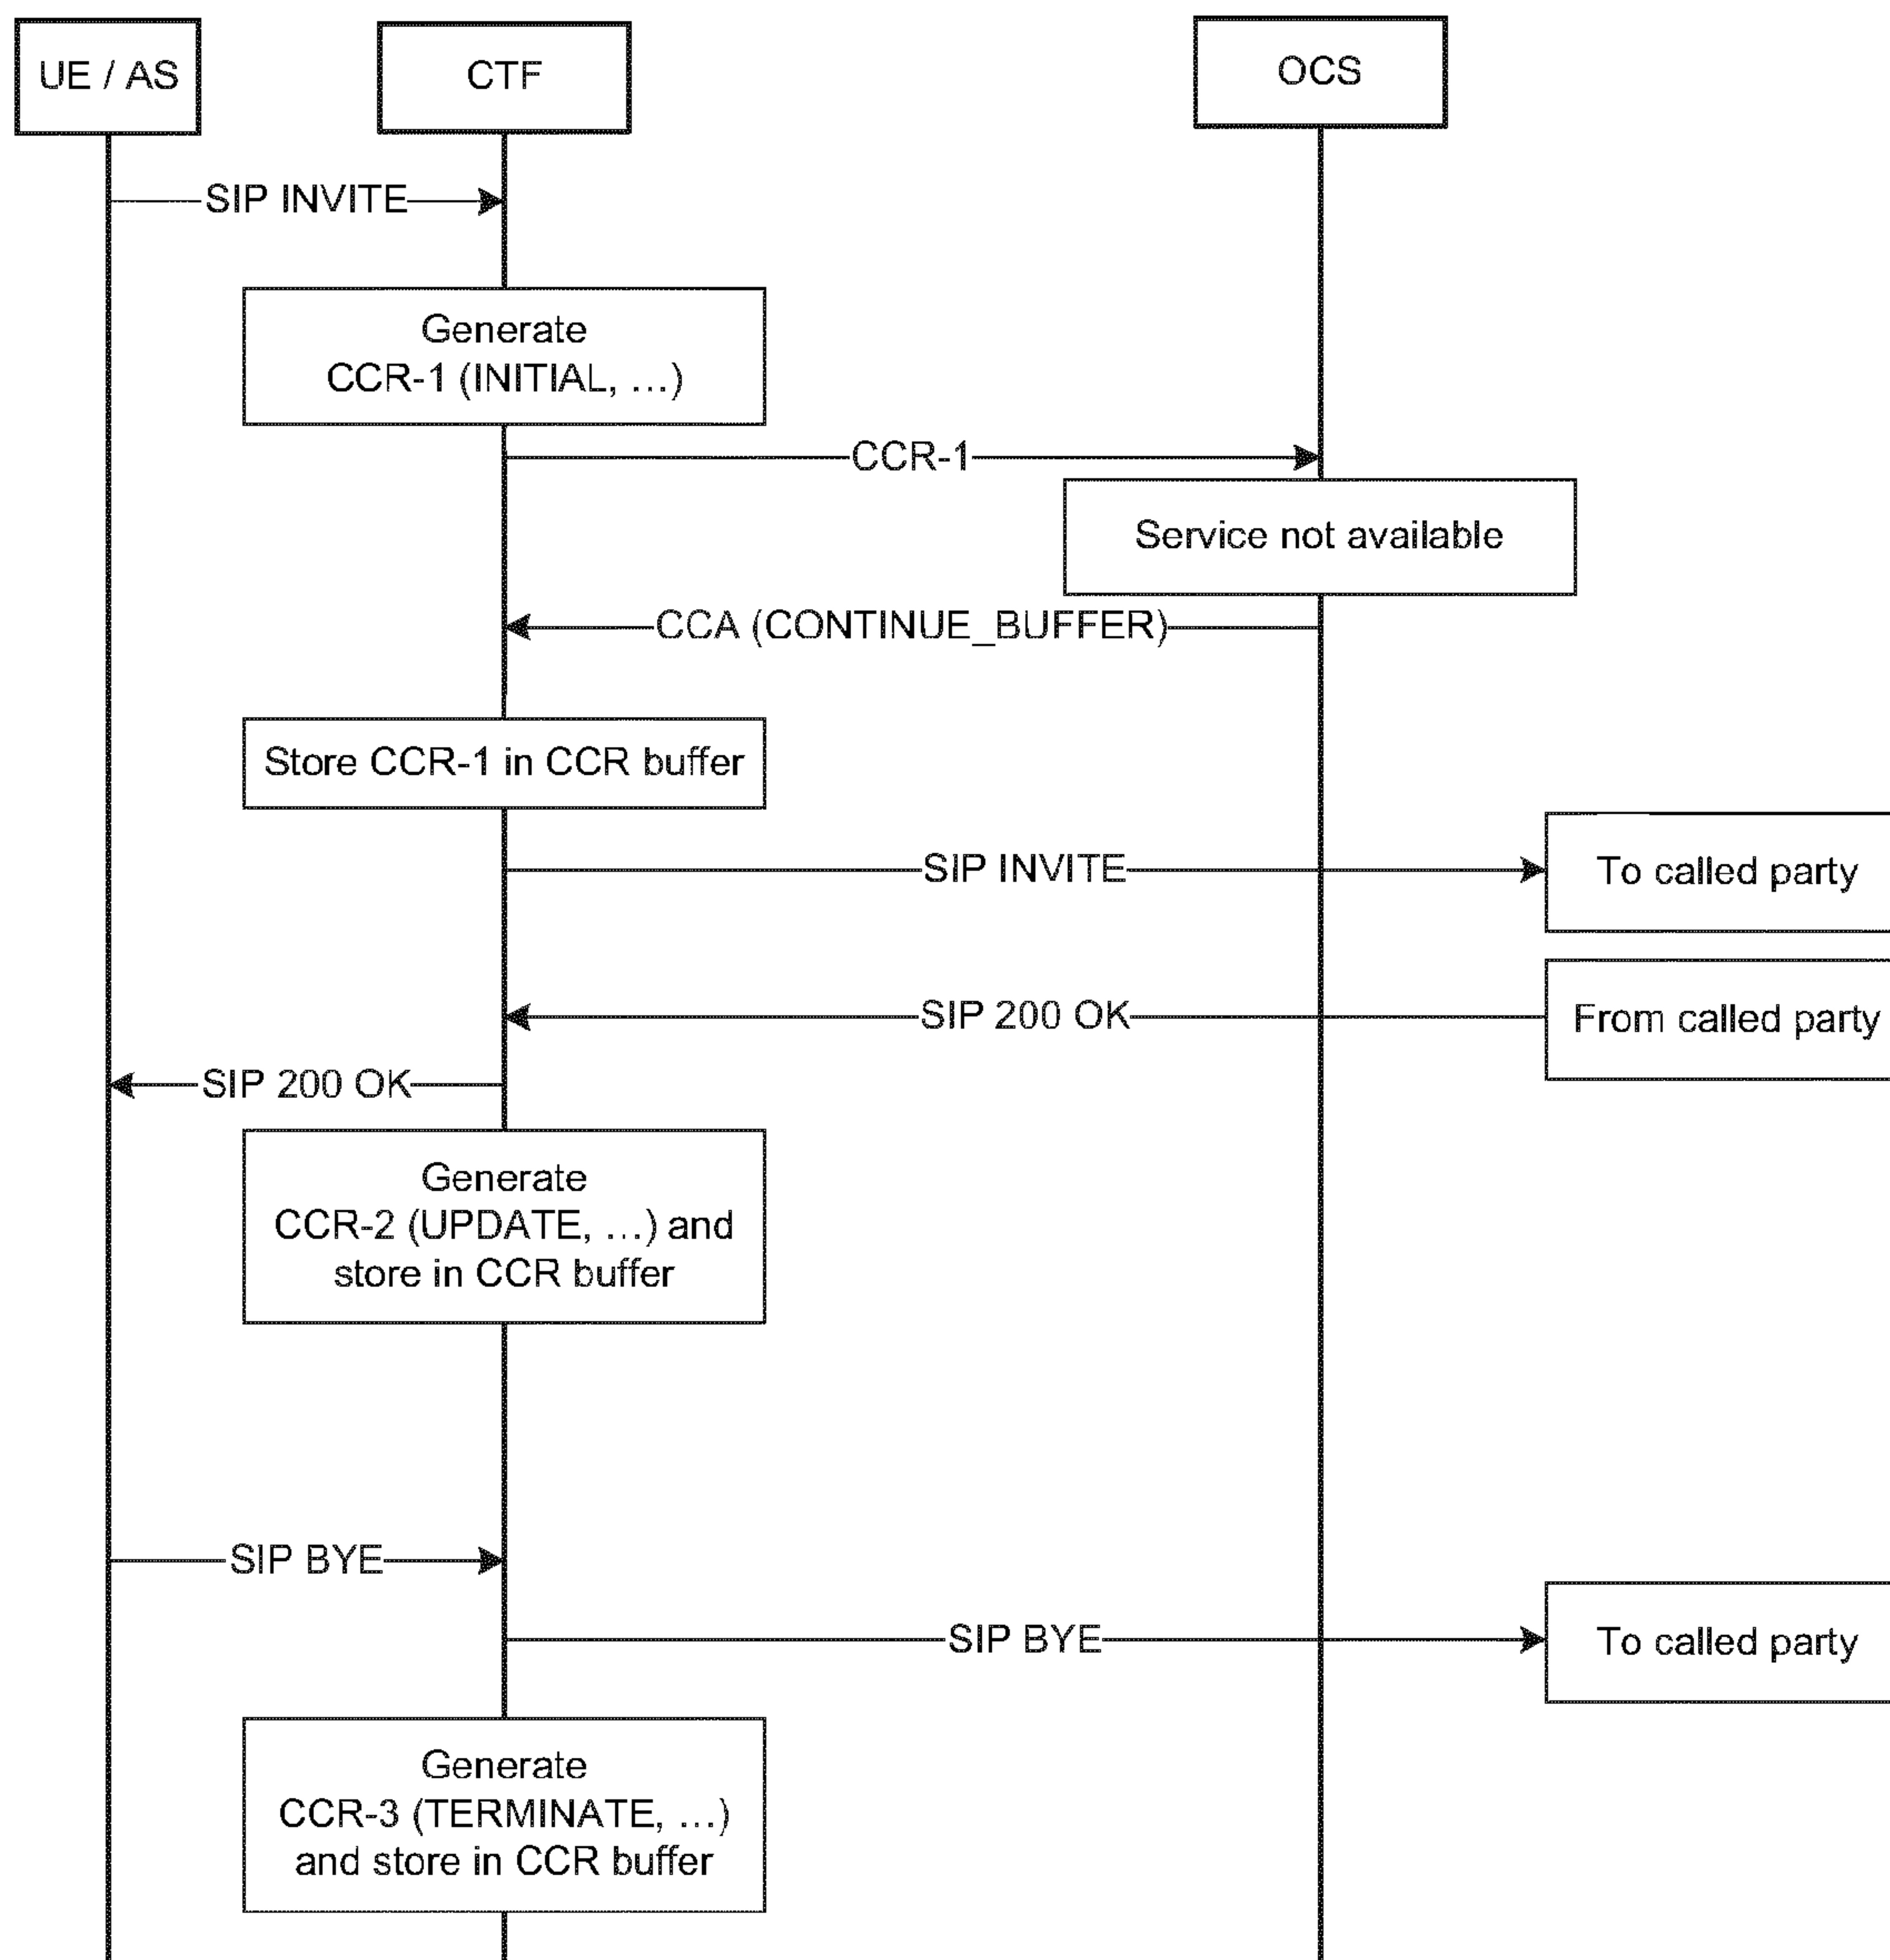 UE / AS
CTF
OCS
SIP INVITE
Generate
CCR-1 (INITIAL, ...)
CCR-1
Service not available
CCA (CONTINUE_BUFFER)
Store CCR-1 in CCR buffer
SIP INVITE
To called party
SIP 200 OK
From called party
SIP 200 OK
Generate
CCR-2 (UPDATE, ...) and
store in CCR buffer
SIP BYE
SIP BYE
To called party
Generate
CCR-3 (TERMINATE, ...)
and store in CCR buffer